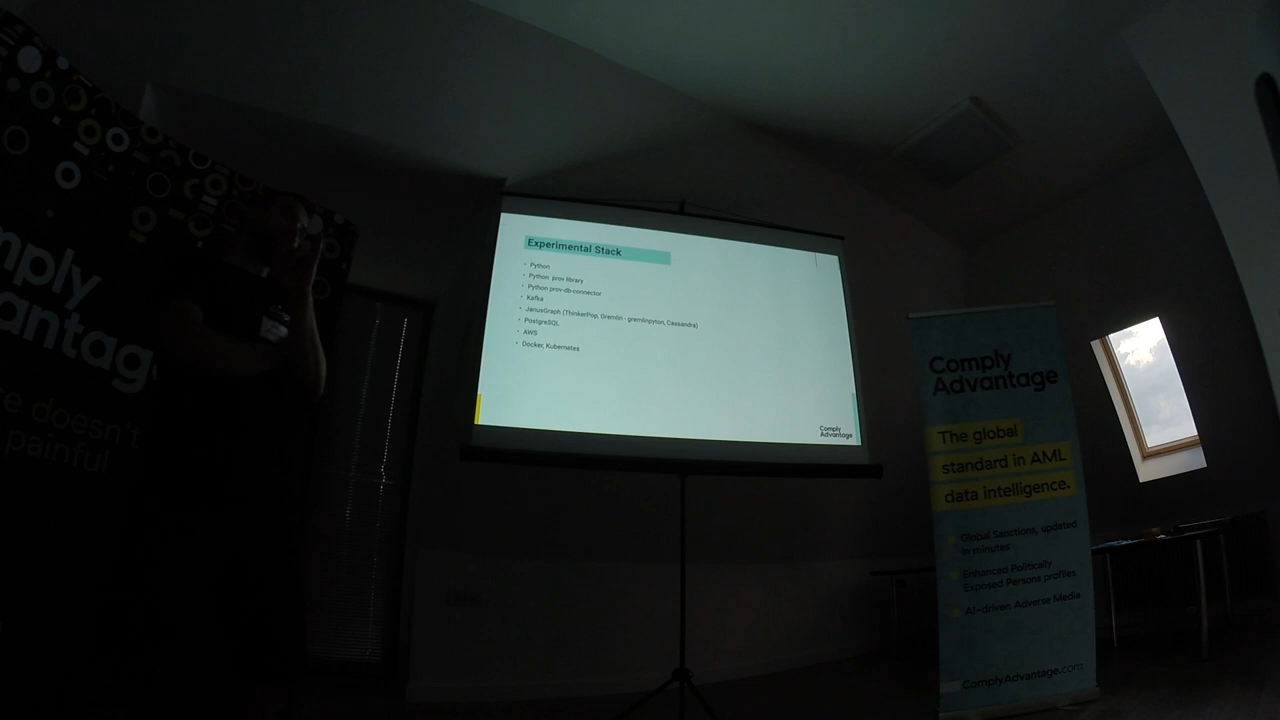 mply
antag
e doesn't
painful
Experimental Stack
• Python
• Python prov library
• Python prov-db-connector
• Kafka
• JanusGraph (ThinkerPop, Gremlin - gremlinpyton, Cassandra)
• PostgreSQL
• AWS
• Docker, Kubernetes
Comply
Advantage
Comply
Advantage
The global
standard in AML
data intelligence.
Global Sanctions, updated
in minutes
Enhanced Politically
Exposed Persons profiles
AI-driven Adverse Media
ComplyAdvantage.com